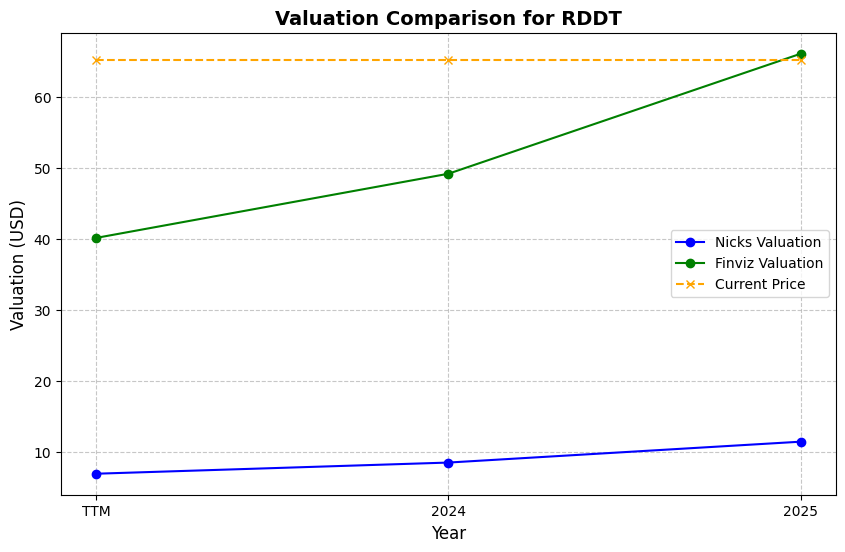 Valuation Comparison for RDDT
Valuation (USD)
60
50
40
30
20
10
Nicks Valuation
Finviz Valuation
Current Price
TTM
2024
2025
Year